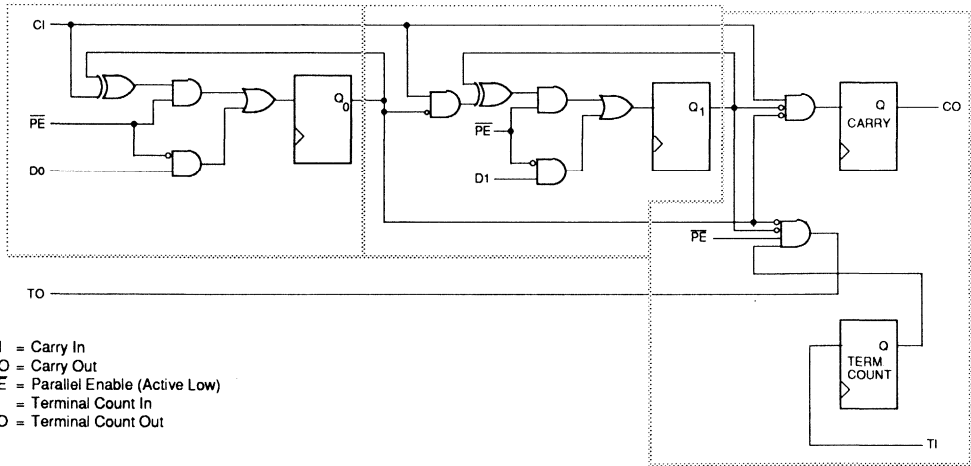 CI
PE
D0
Q0
PE
D1
Q1
Q
CARRY
CO
PE
TO
Q
TERM
COUNT
TI
I = Carry In
O = Carry Out
E = Parallel Enable (Active Low)
= Terminal Count In
O = Terminal Count Out